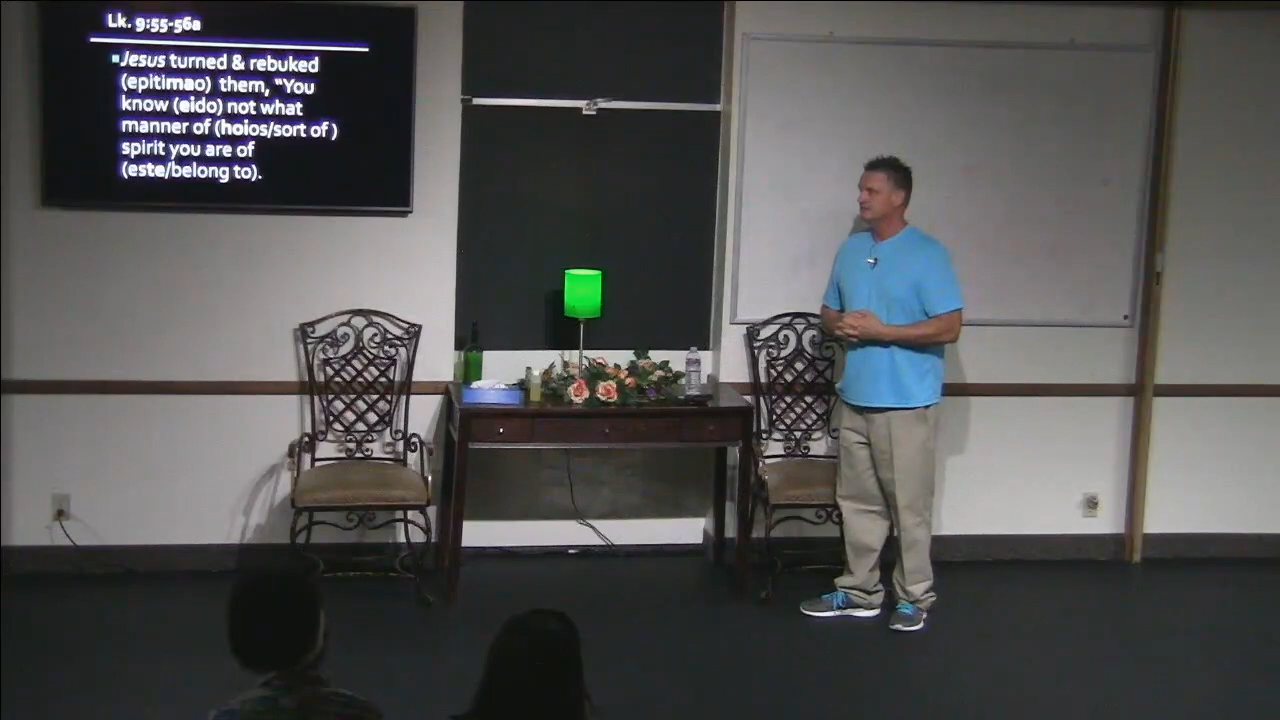 Lk. 9:55-56a
▪Jesus turned & rebuked
(epitimao) them, “You
know (eido) not what
manner of (hoios/sort of )
spirit you are of
(este/belong to).